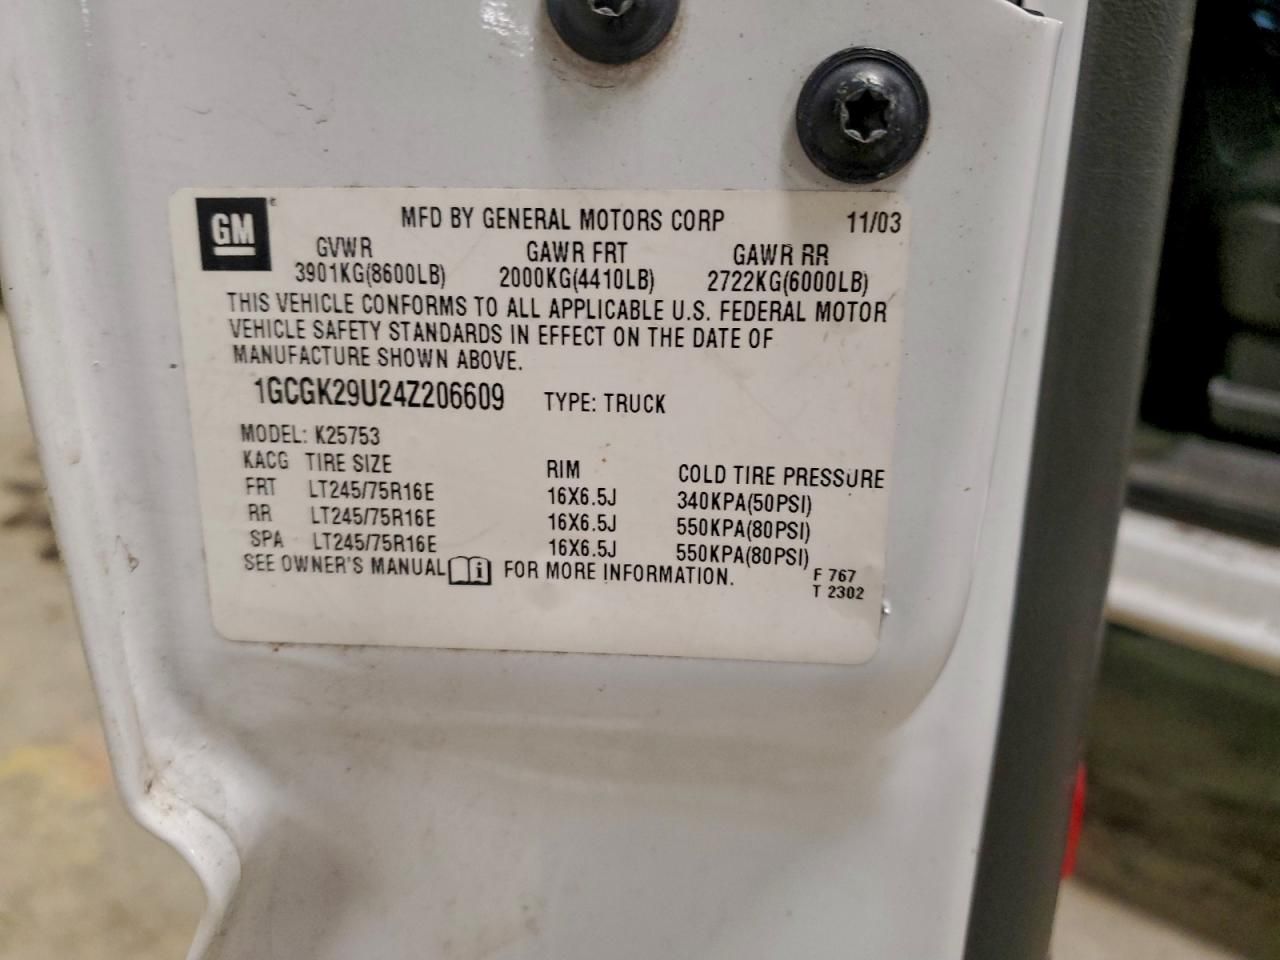 GM
MFD BY GENERAL MOTORS CORP 11/03
GVWR GAWR FRT GAWR RR
3901KG(8600LB) 2000KG(4410LB) 2722KG(6000LB)
THIS VEHICLE CONFORMS TO ALL APPLICABLE U.S. FEDERAL MOTOR
VEHICLE SAFETY STANDARDS IN EFFECT ON THE DATE OF
MANUFACTURE SHOWN ABOVE.
1GCGK29U24Z206609 TYPE: TRUCK
MODEL: K25753
KACG TIRE SIZE RIM COLD TIRE PRESSURE
FRT LT245/75R16E 16X6.5J 340KPA(50PSI)
RR LT245/75R16E 16X6.5J 550KPA(80PSI)
SPA LT245/75R16E 16X6.5J 550KPA(80PSI)
SEE OWNER'S MANUAL i FOR MORE INFORMATION.
F 767
T 2302